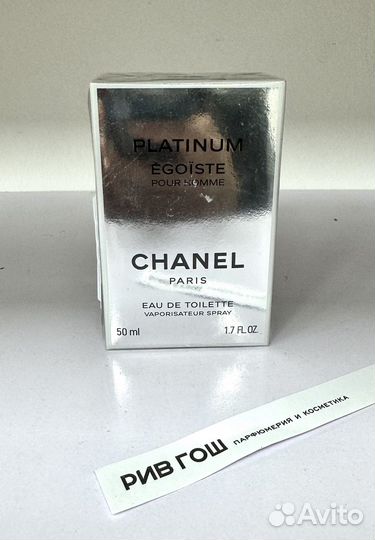 PLATINUM
ÉGOÏSTE
POUR HOMME
CHANEL
PARIS
EAU DE TOILETTE
VAPORISATEUR SPRAY
50 ml 1.7 FL. OZ.
РИВ ГОШ ПАРФЮМЕРИЯ И КОСМЕТИКА
Avito